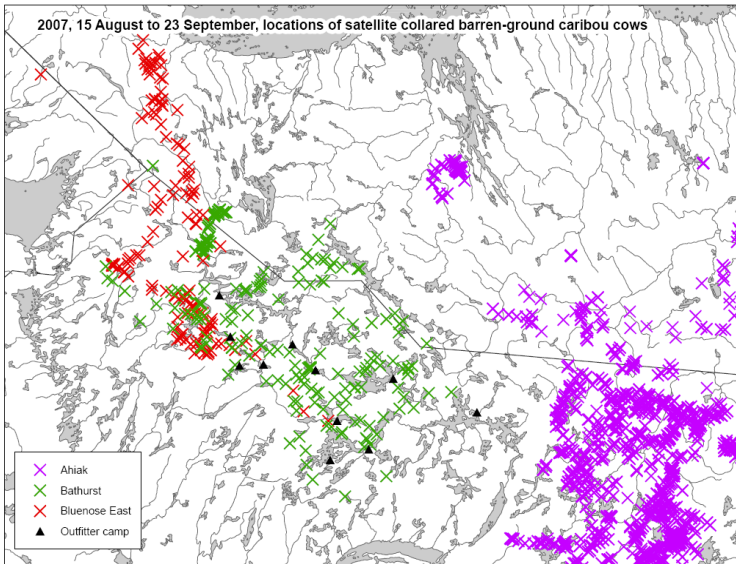 2007, 15 August to 23 September, locations of satellite collared barren-ground caribou cows
Ahiak
Bathurst
Bluenose East
Outfitter camp